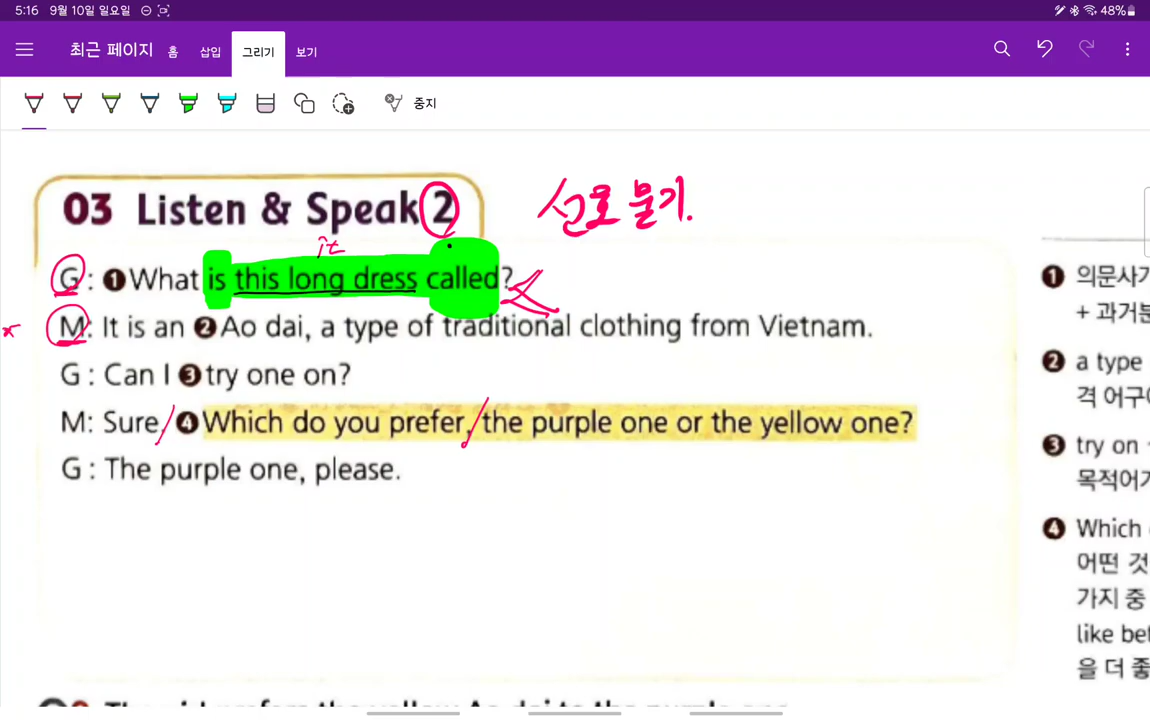 5:16 9월 10일 일요일 48%
최근 페이지 홈 삽입 그리기 보기
중지
03 Listen & Speak 2 선호 묻기.
it
G: ❶What is this long dress called?
M: It is an ❷Ao dai, a type of traditional clothing from Vietnam.
G: Can I ❸try one on?
M: Sure, ❹Which do you prefer, the purple one or the yellow one?
G: The purple one, please.
❶ 의문사가
+ 과거분
❷ a type
격 어구
❸ try on
목적어가
❹ Which
어떤 것
가지 중
like bet
을 더 좋